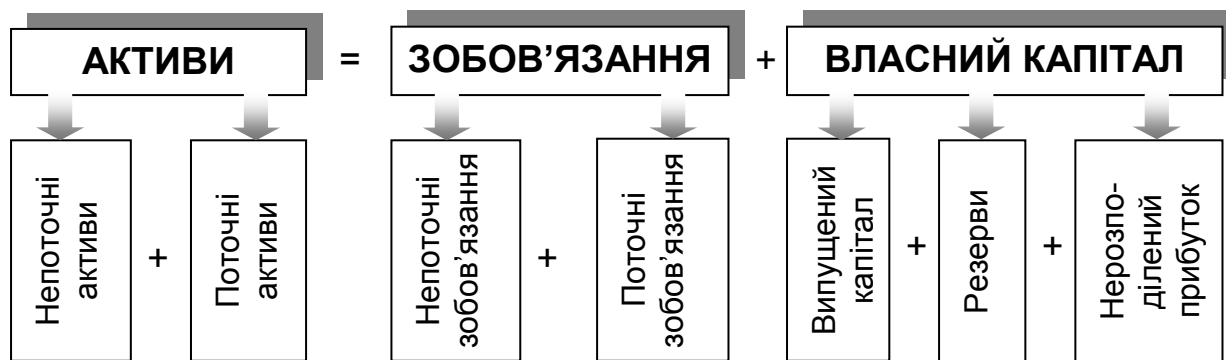 АКТИВИ = ЗОБОВ’ЯЗАННЯ + ВЛАСНИЙ КАПІТАЛ
Непоточні
активи
+
Поточні
активи
Непоточні
зобов’язання
+
Поточні
зобов’язання
Випущений
капітал
+
Резерви
+
Нерозпо-
ділений
прибуток